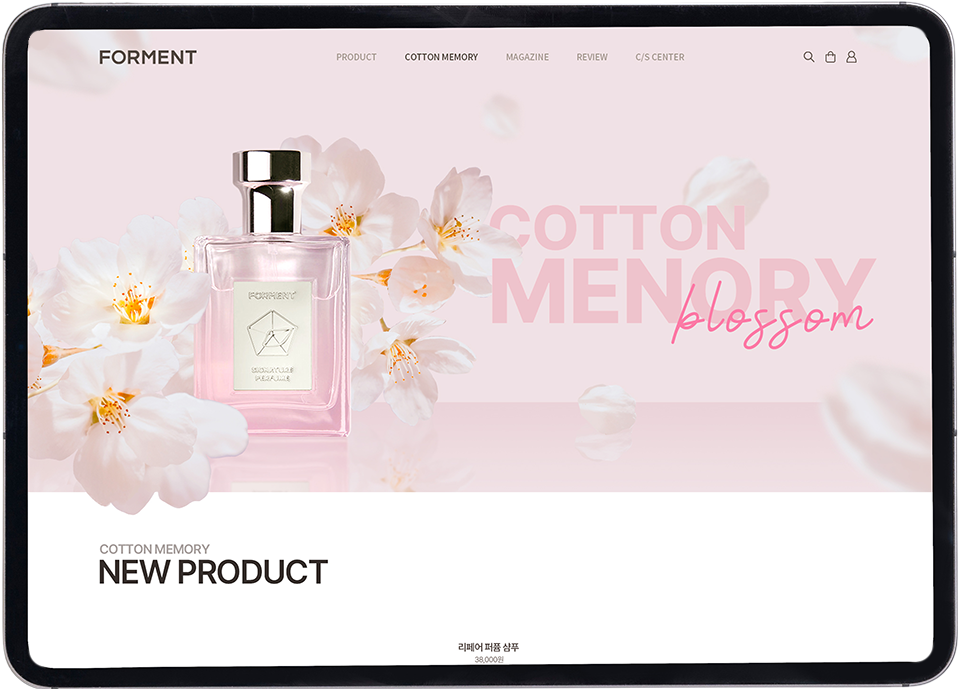 FORMENT
PRODUCT COTTON MEMORY MAGAZINE REVIEW C/S CENTER
COTTON
MENORY
blossom
FORMENT
SIGNATURE
PERFUME
COTTON MEMORY
NEW PRODUCT
리페어 퍼퓸 샴푸
38,000원